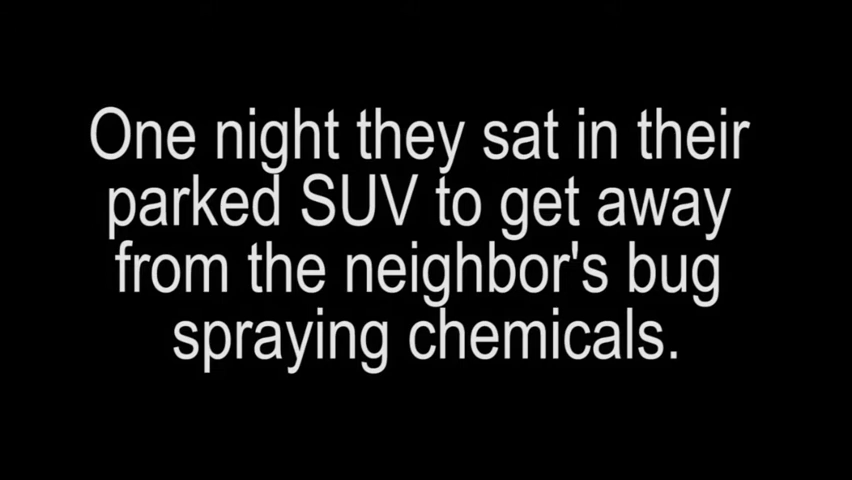 One night they sat in their
parked SUV to get away
from the neighbor's bug
spraying chemicals.